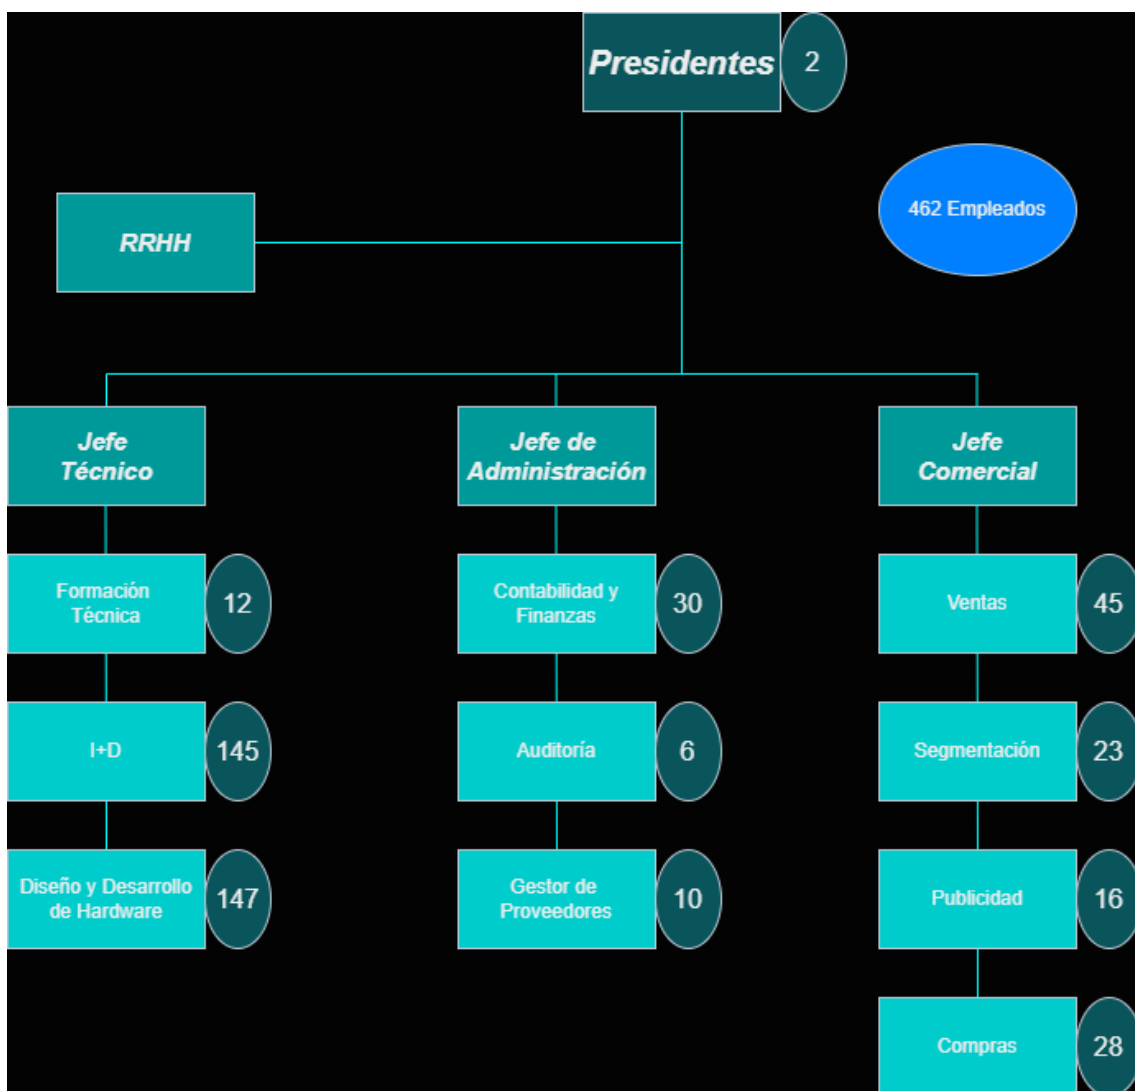 Presidentes
2
462 Empleados
RRHH
Jefe
Técnico
Jefe de
Administración
Jefe
Comercial
Formación
Técnica
12
Contabilidad y
Finanzas
30
Ventas
45
I+D
145
Auditoría
6
Segmentación
23
Diseño y Desarrollo
de Hardware
147
Gestor de
Proveedores
10
Publicidad
16
Compras
28